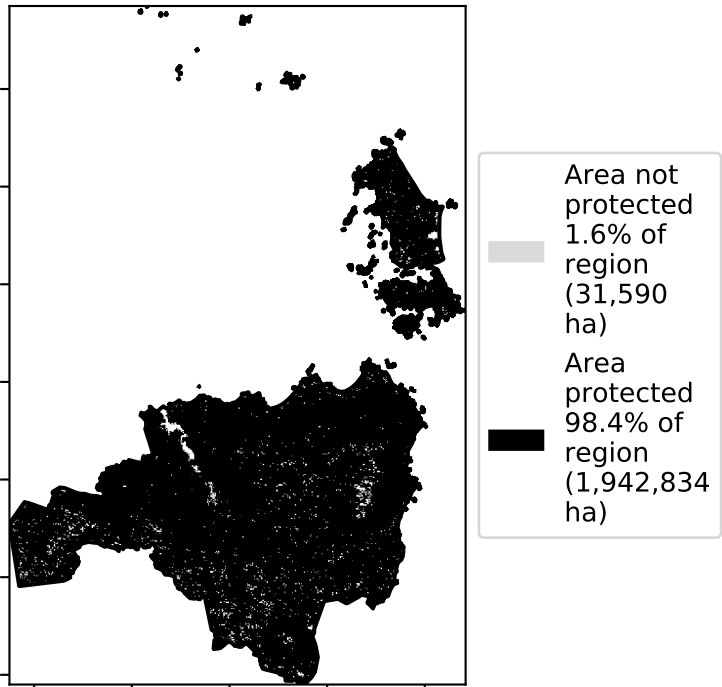 Area not
protected
1.6% of
region
(31,590
ha)
Area
protected
98.4% of
region
(1,942,834
ha)